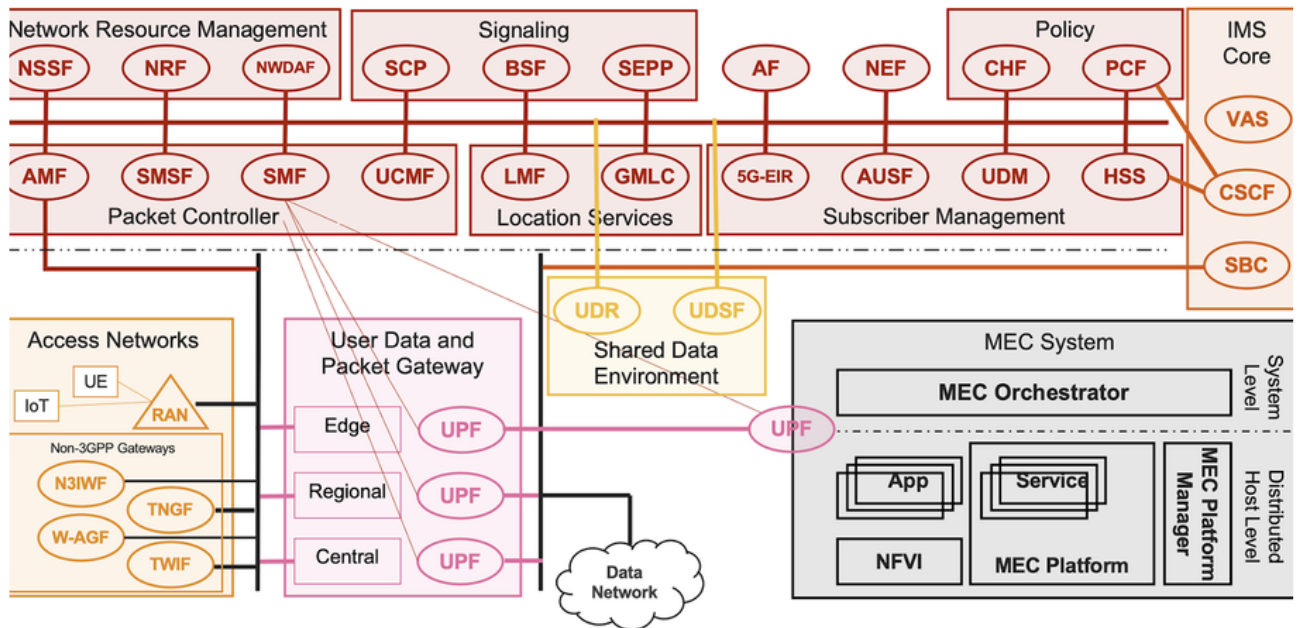 Network Resource Management
NSSF
NRF
NWDAF
Signaling
SCP
BSF
SEPP
AF
NEF
Policy
CHF
PCF
IMS
Core
VAS
CSCF
SBC
AMF
SMSF
SMF
UCMF
Packet Controller
LMF
GMLC
Location Services
5G-EIR
AUSF
UDM
HSS
Subscriber Management
UDR
UDSF
Shared Data
Environment
Access Networks
UE
IoT
RAN
Non-3GPP Gateways
N3IWF
TNGF
W-AGF
TWIF
User Data and
Packet Gateway
Edge
UPF
Regional
UPF
Central
UPF
Data
Network
UPF
MEC System
MEC Orchestrator
System
Level
App
Service
NFVI
MEC Platform
MEC Platform
Manager
Distributed
Host Level